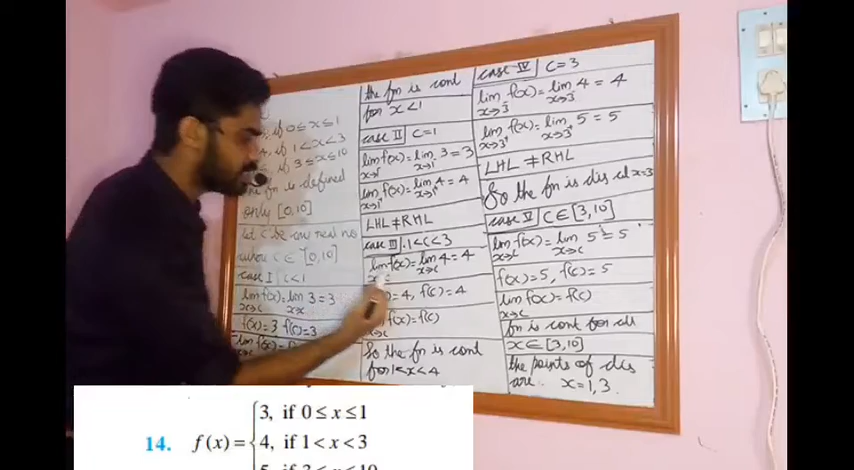 if 0≤x≤1
4, if 1<x<3
if 3≤x≤10
the fn is defined
only [0,10]
let c be any real no
where c ∈ [0,10]
case I c<1
lim f(x)= lim 3=3
x→c x→c
f(x)=3 f(c)=3
lim f(x)=
the fn is cont
for x<1
case II c=1
lim f(x)= lim 3=3
x→1⁻ x→1⁻
lim f(x)= lim 4=4
x→1⁺ x→1⁺
LHL≠RHL
case III 1<c<3
lim f(x)= lim 4=4
x→c
=4, f(c)=4
f(x)=f(c)
So the fn is cont
for 1<x<4
case IV c=3
lim f(x)= lim 4=4
x→3⁻ x→3⁻
lim f(x)= lim 5=5
x→3⁺ x→3⁺
LHL≠RHL
So the fn is dis at x=3
case V c∈[3,10]
lim f(x)= lim 5=5
x→c x→c
f(x)=5, f(c)=5
lim f(x)=f(c)
x→c
fn is cont for all
x∈[3,10]
the points of dis
are x=1,3
14. f(x)= {3, if 0≤x≤1
4, if 1<x<3